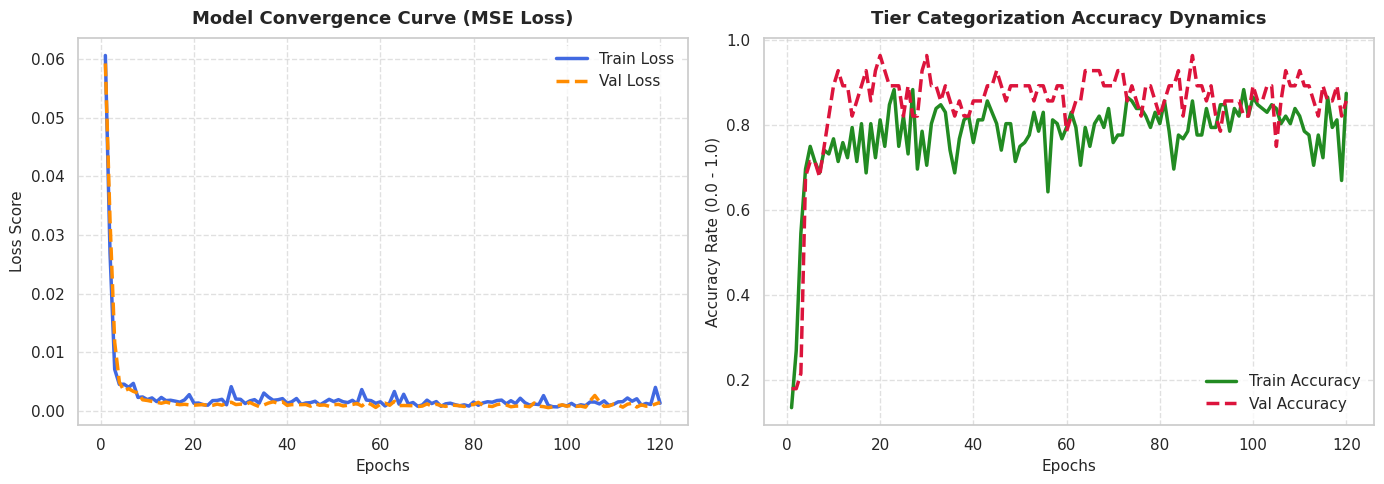 Model Convergence Curve (MSE Loss)
Loss Score
0.06
0.05
0.04
0.03
0.02
0.01
0.00
Train Loss
Val Loss
0
20
40
60
80
100
120
Epochs
Tier Categorization Accuracy Dynamics
Accuracy Rate (0.0 - 1.0)
1.0
0.8
0.6
0.4
0.2
Train Accuracy
Val Accuracy
0
20
40
60
80
100
120
Epochs